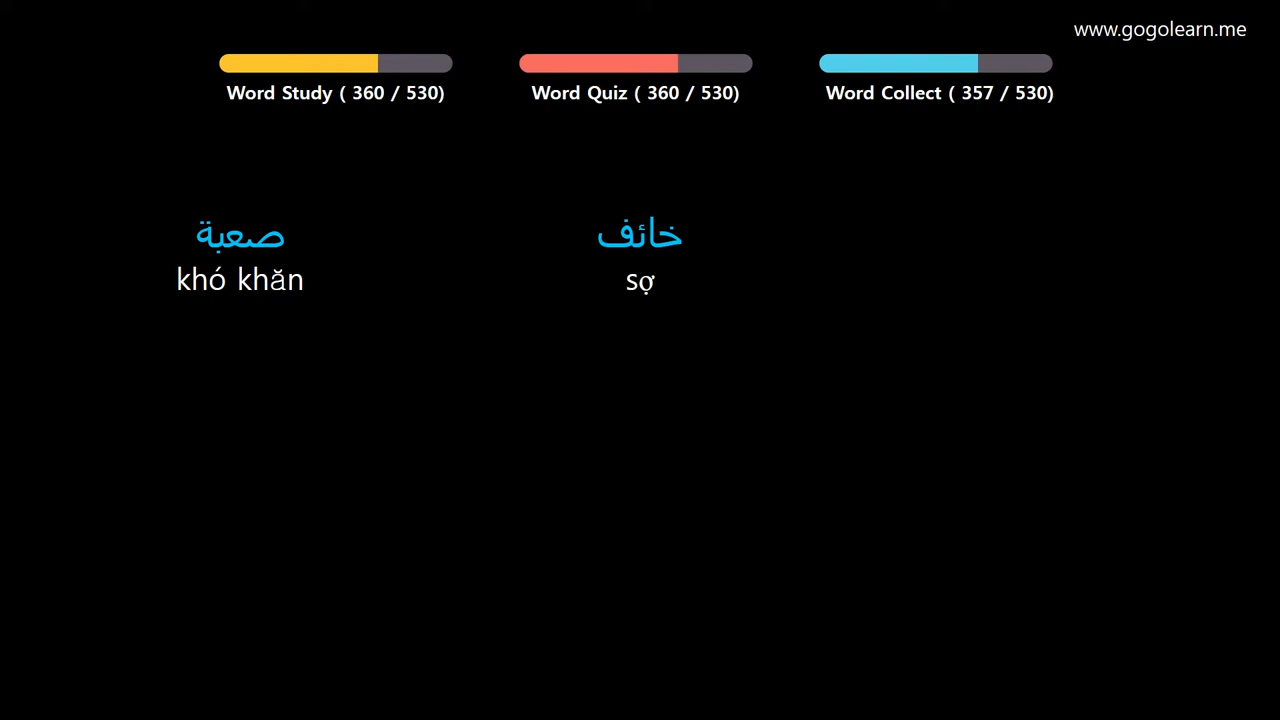 www.gogolearn.me
Word Study ( 360 / 530)
Word Quiz ( 360 / 530)
Word Collect ( 357 / 530)
صعبة
khó khăn
خائف
sợ